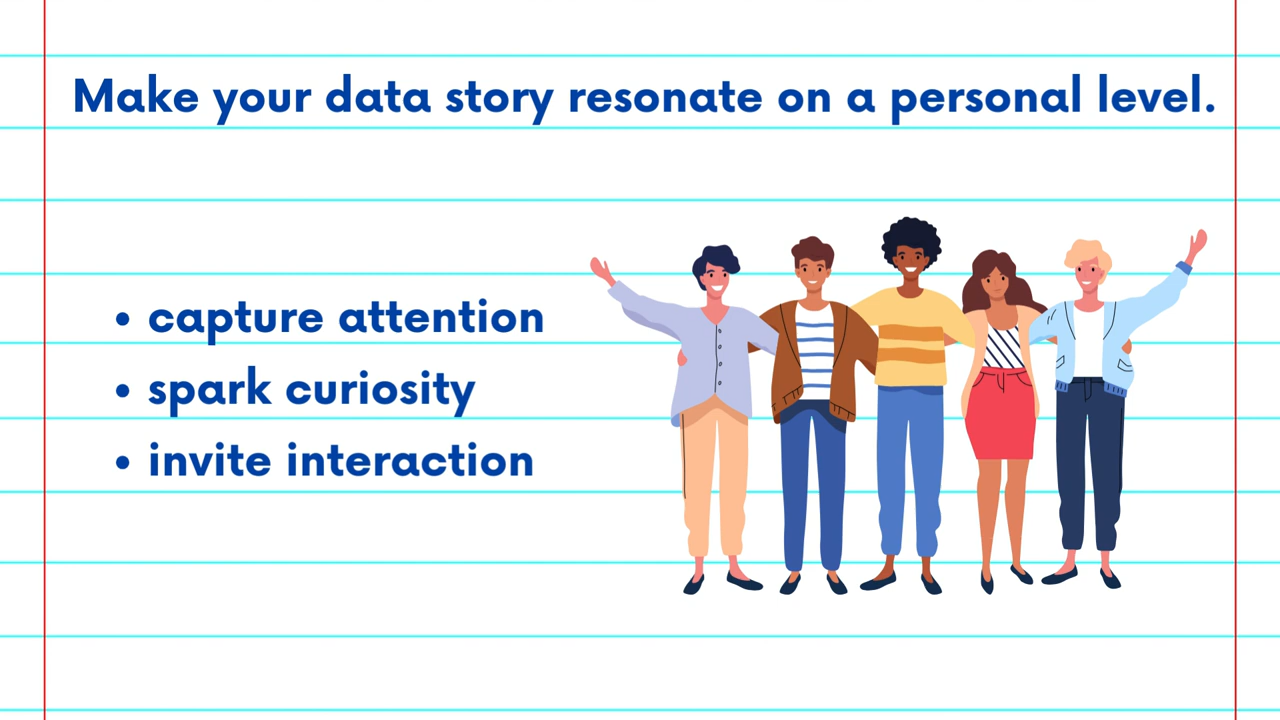 Make your data story resonate on a personal level.
• capture attention
• spark curiosity
• invite interaction